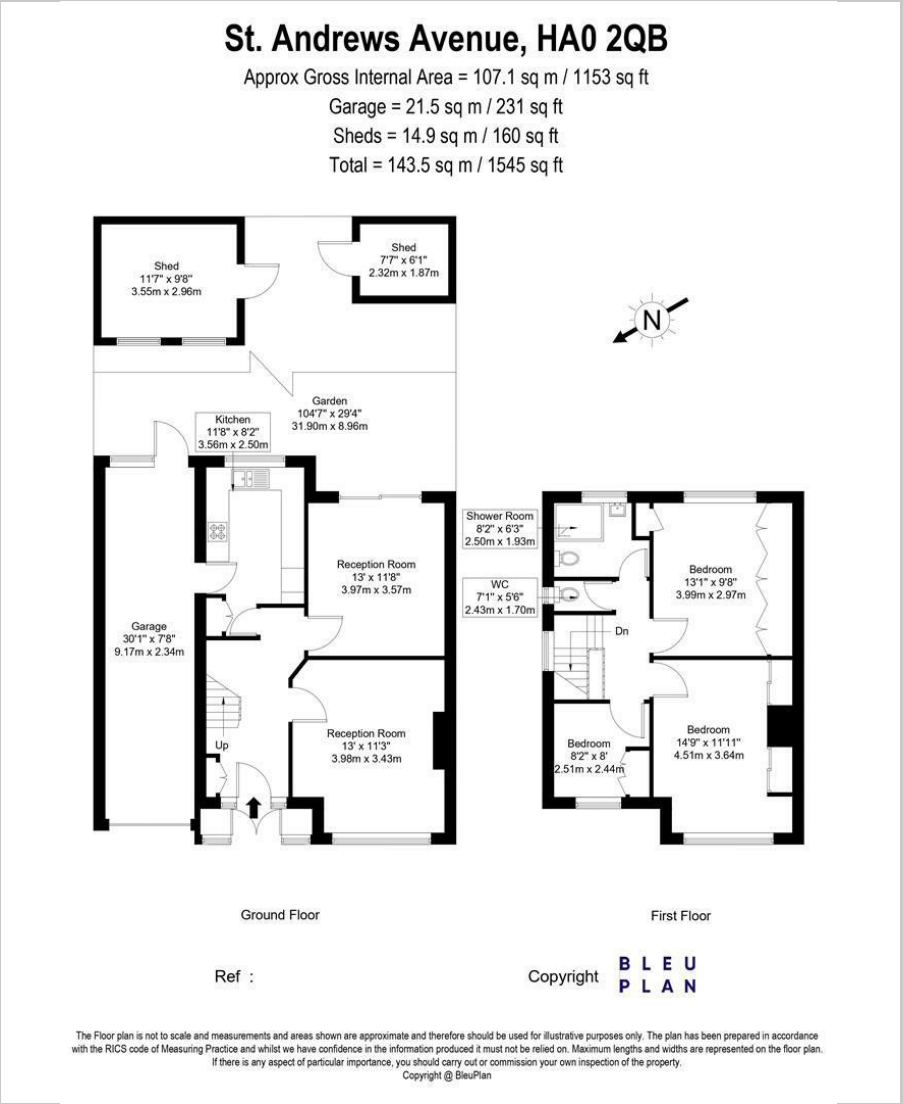 St. Andrews Avenue, HA0 2QB
Approx Gross Internal Area = 107.1 sq m / 1153 sq ft
Garage = 21.5 sq m / 231 sq ft
Sheds = 14.9 sq m / 160 sq ft
Total = 143.5 sq m / 1545 sq ft
Shed
11'7" x 9'8"
3.55m x 2.96m
Shed
7'7" x 6'1"
2.32m x 1.87m
N
Garden
104'7" x 29'4"
31.90m x 8.96m
Kitchen
11'8" x 8'2"
3.56m x 2.50m
Reception Room
13' x 11'8"
3.97m x 3.57m
Garage
30'1" x 7'8"
9.17m x 2.34m
Up
Reception Room
13' x 11'3"
3.98m x 3.43m
Shower Room
8'2" x 6'3"
2.50m x 1.93m
WC
7'1" x 5'6"
2.43m x 1.70m
Bedroom
13'1" x 9'8"
3.99m x 2.97m
Dn
Bedroom
14'9" x 11'11"
4.51m x 3.64m
Bedroom
8'2" x 8'
2.51m x 2.44m
Ground Floor
First Floor
Ref :
Copyright
BLEU
PLAN
The Floor plan is not to scale and measurements and areas shown are approximate and therefore should be used for illustrative purposes only. The plan has been prepared in accordance
with the RICS code of Measuring Practice and whilst we have confidence in the information produced it must not be relied on. Maximum lengths and widths are represented on the floor plan.
If there is any aspect of particular importance, you should carry out or commission your own inspection of the property.
Copyright @ BleuPlan